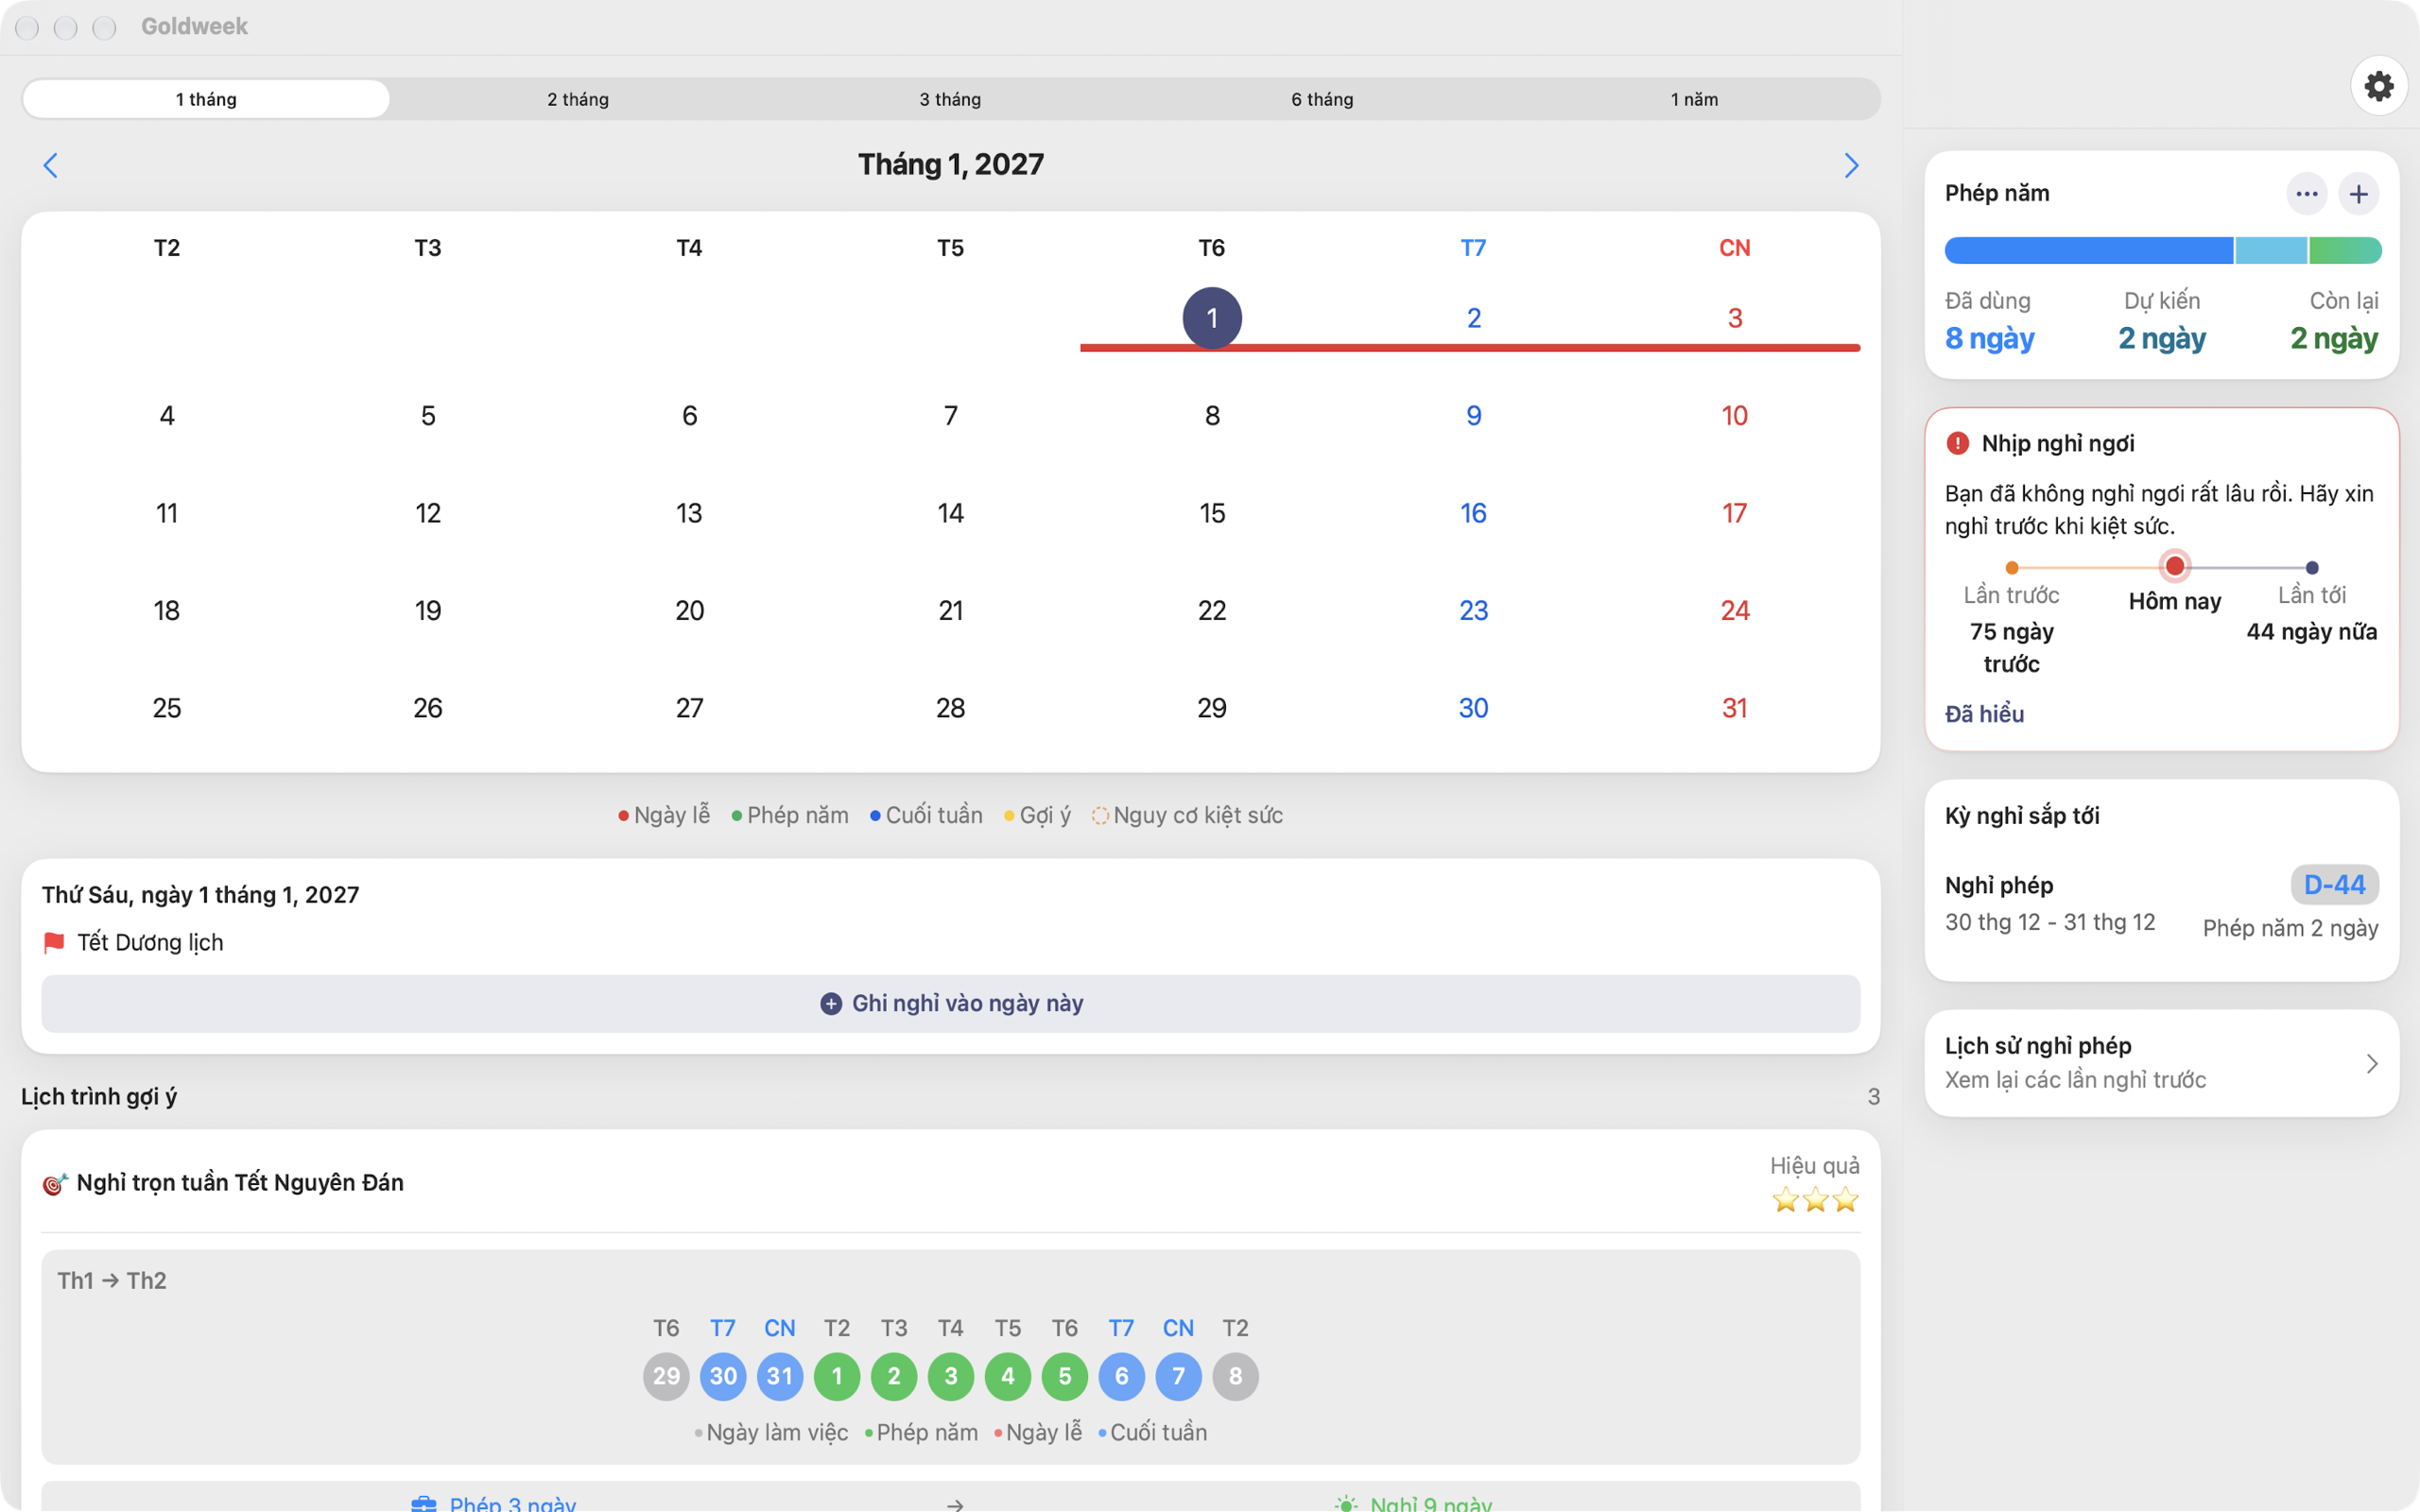 Goldweek
1 tháng 2 tháng 3 tháng 6 tháng 1 năm
Tháng 1, 2027
T2 T3 T4 T5 T6 T7 CN
1 2 3
4 5 6 7 8 9 10
11 12 13 14 15 16 17
18 19 20 21 22 23 24
25 26 27 28 29 30 31
Ngày lễ Phép năm Cuối tuần Gợi ý Nguy cơ kiệt sức
Thứ Sáu, ngày 1 tháng 1, 2027
Tết Dương lịch
Ghi nghỉ vào ngày này
Lịch trình gợi ý 3
Nghỉ trọn tuần Tết Nguyên Đán
Hiệu quả
Th1 → Th2
T6 T7 CN T2 T3 T4 T5 T6 T7 CN T2
29 30 31 1 2 3 4 5 6 7 8
Ngày làm việc Phép năm Ngày lễ Cuối tuần
Phép 3 ngày → Nghỉ 9 ngày
Phép năm
Đã dùng Dự kiến Còn lại
8 ngày 2 ngày 2 ngày
Nhịp nghỉ ngơi
Bạn đã không nghỉ ngơi rất lâu rồi. Hãy xin
nghỉ trước khi kiệt sức.
Lần trước Hôm nay Lần tới
75 ngày 44 ngày nữa
trước
Đã hiểu
Kỳ nghỉ sắp tới
Nghỉ phép D-44
30 thg 12 - 31 thg 12 Phép năm 2 ngày
Lịch sử nghỉ phép
Xem lại các lần nghỉ trước